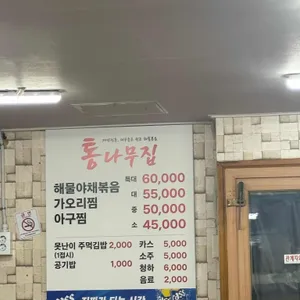 통나무집
특대 60,000
해물야채볶음 대 55,000
가오리찜 중 50,000
아구찜 소 45,000
못난이 주먹김밥 2,000 카스 5,000
(1접시) 소주 5,000
공기밥 1,000 청하 6,000
음료 2,000